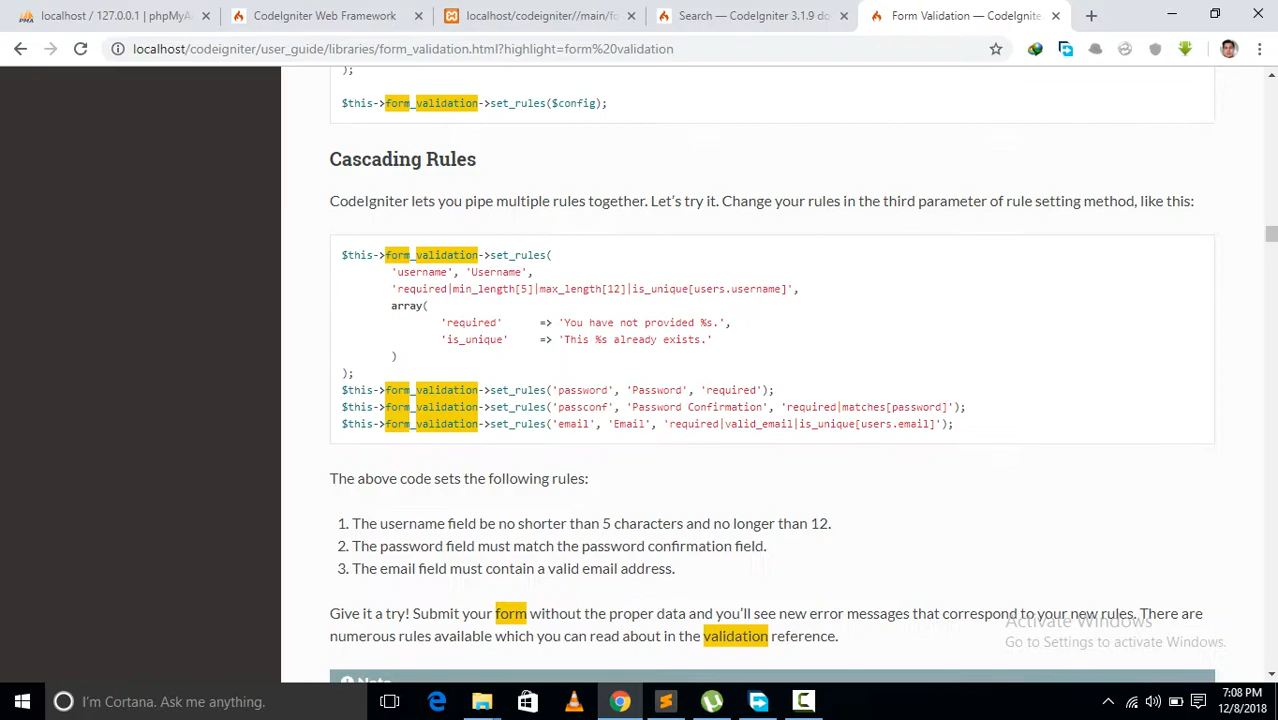 localhost / 127.0.0.1 | phpMyA
CodeIgniter Web Framework
localhost/codeigniter//main/fo
Search — CodeIgniter 3.1.9 do
Form Validation — CodeIgnite
localhost/codeigniter/user_guide/libraries/form_validation.html?highlight=form%20validation
);
$this->form_validation->set_rules($config);
Cascading Rules
CodeIgniter lets you pipe multiple rules together. Let's try it. Change your rules in the third parameter of rule setting method, like this:
$this->form_validation->set_rules(
'username', 'Username',
'required|min_length[5]|max_length[12]|is_unique[users.username]',
array(
'required' => 'You have not provided %s.',
'is_unique' => 'This %s already exists.'
)
);
$this->form_validation->set_rules('password', 'Password', 'required');
$this->form_validation->set_rules('passconf', 'Password Confirmation', 'required|matches[password]');
$this->form_validation->set_rules('email', 'Email', 'required|valid_email|is_unique[users.email]');
The above code sets the following rules:
1. The username field be no shorter than 5 characters and no longer than 12.
2. The password field must match the password confirmation field.
3. The email field must contain a valid email address.
Give it a try! Submit your form without the proper data and you'll see new error messages that correspond to your new rules. There are
numerous rules available which you can read about in the validation reference.
Activate Windows
Go to Settings to activate Windows.
Note
I'm Cortana. Ask me anything.
7:08 PM
12/8/2018